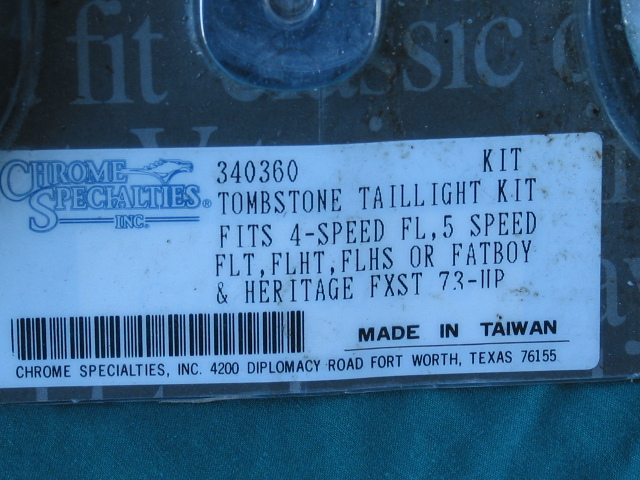 fit classic
CHROME
SPECIALTIES®
INC.
340360 KIT
TOMBSTONE TAILLIGHT KIT
FITS 4-SPEED FL,5 SPEED
FLT,FLHT,FLHS OR FATBOY
& HERITAGE FXST 73-UP
MADE IN TAIWAN
CHROME SPECIALTIES, INC. 4200 DIPLOMACY ROAD FORT WORTH, TEXAS 76155